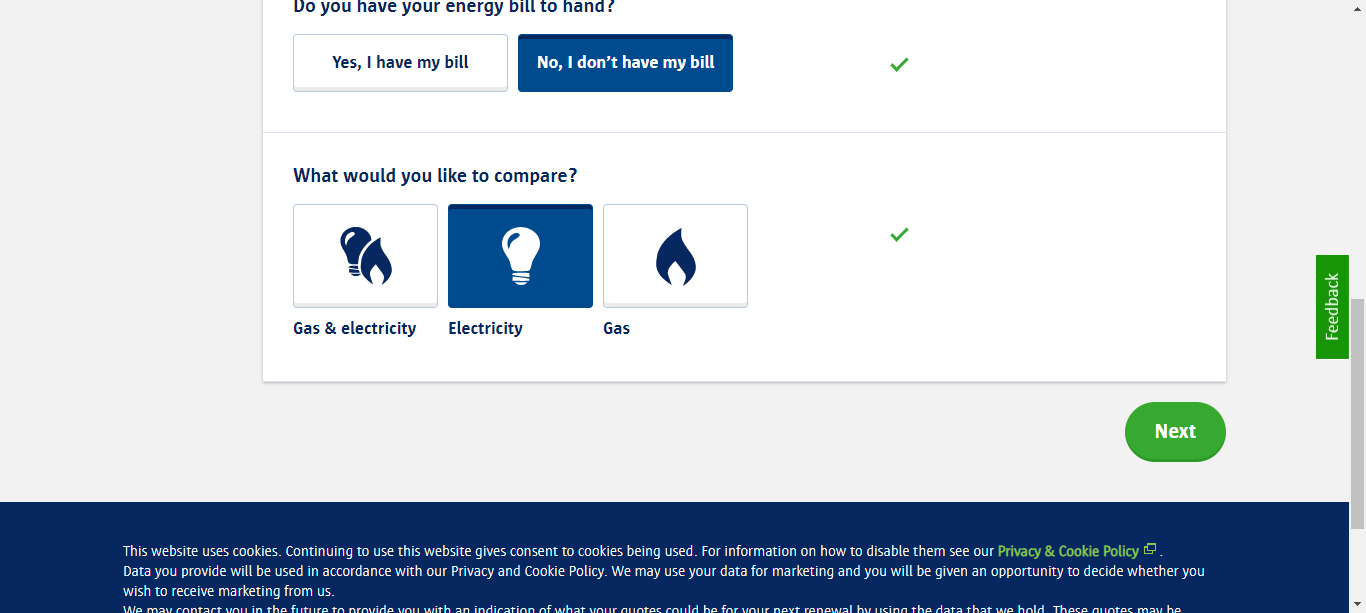 Do you have your energy bill to hand?
Yes, I have my bill
No, I don’t have my bill
What would you like to compare?
Gas & electricity
Electricity
Gas
Feedback
Next
This website uses cookies. Continuing to use this website gives consent to cookies being used. For information on how to disable them see our Privacy & Cookie Policy .
Data you provide will be used in accordance with our Privacy and Cookie Policy. We may use your data for marketing and you will be given an opportunity to decide whether you
wish to receive marketing from us.
We may contact you in the future to provide you with an indication of what your quotes could be for your next renewal by using the data that we hold. These quotes may be